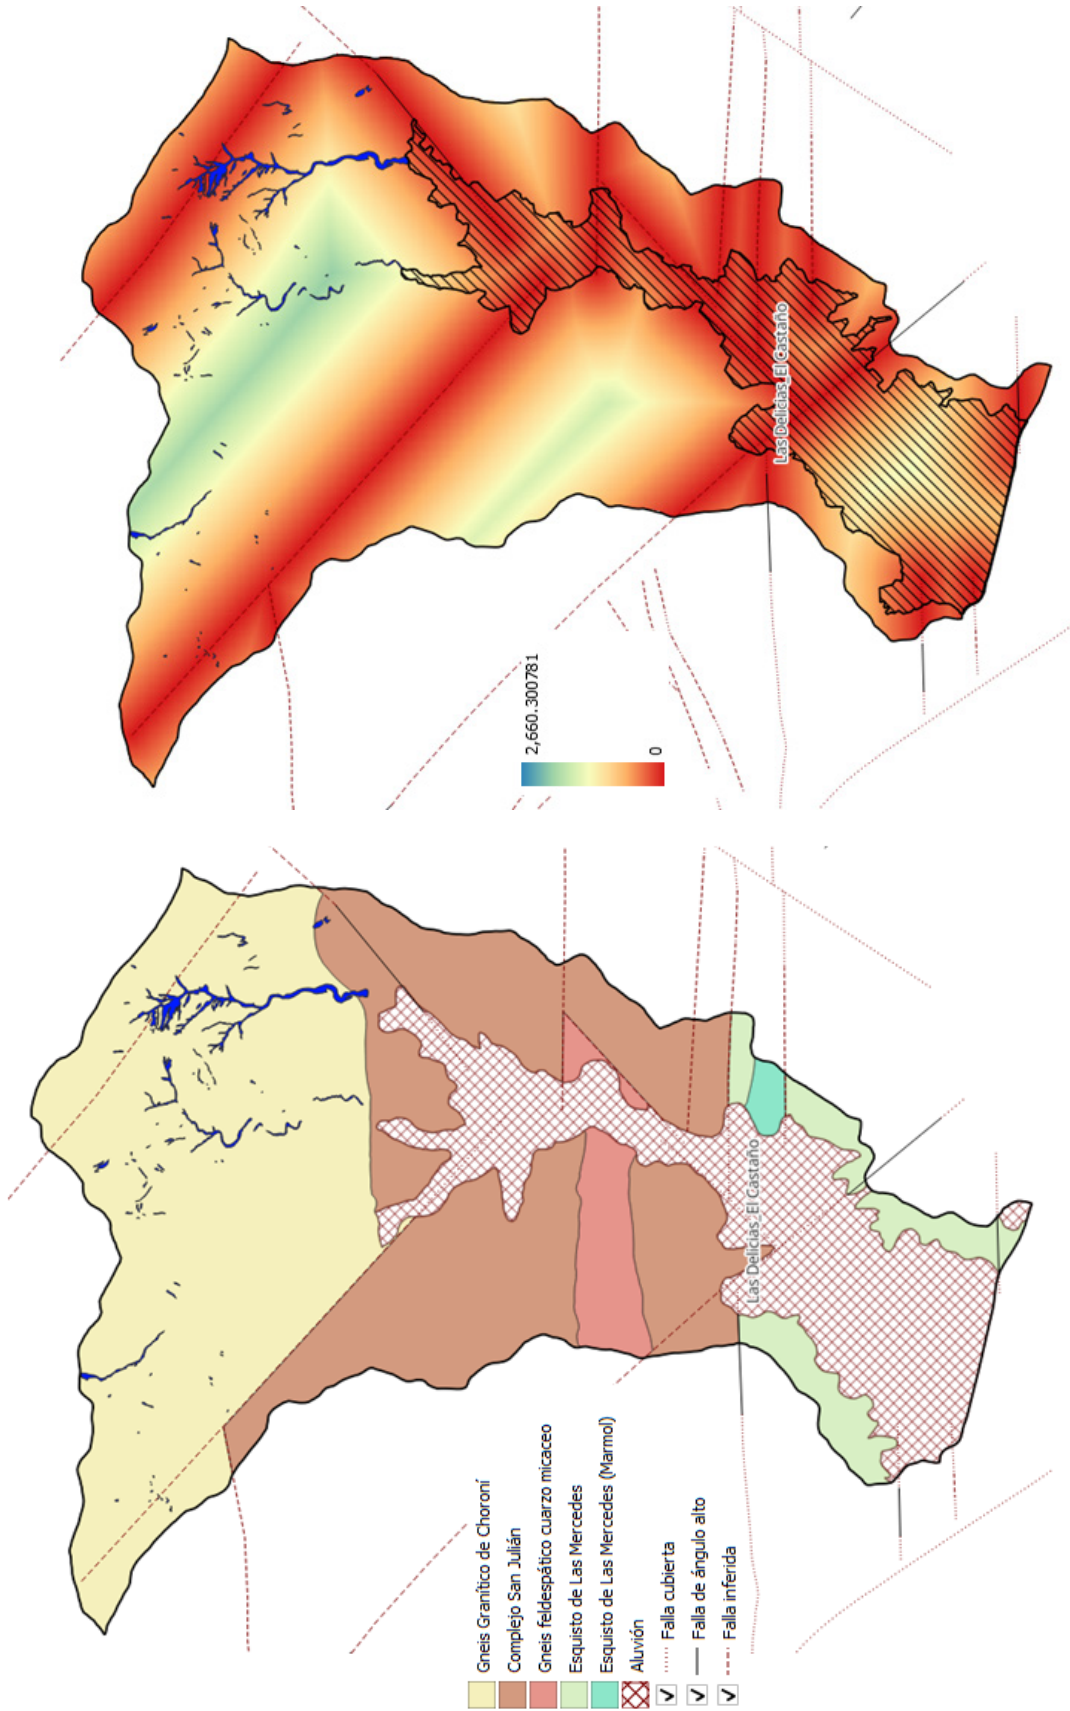 Las Delicias_El Castaño
2,660.300781
0
Las Delicias_El Castaño
Gneis Granítico de Choroní
Complejo San Julián
Gneis feldespático cuarzo micaceo
Esquisto de Las Mercedes
Esquisto de Las Mercedes (Marmol)
Aluvión
Falla cubierta
Falla de ángulo alto
Falla inferida